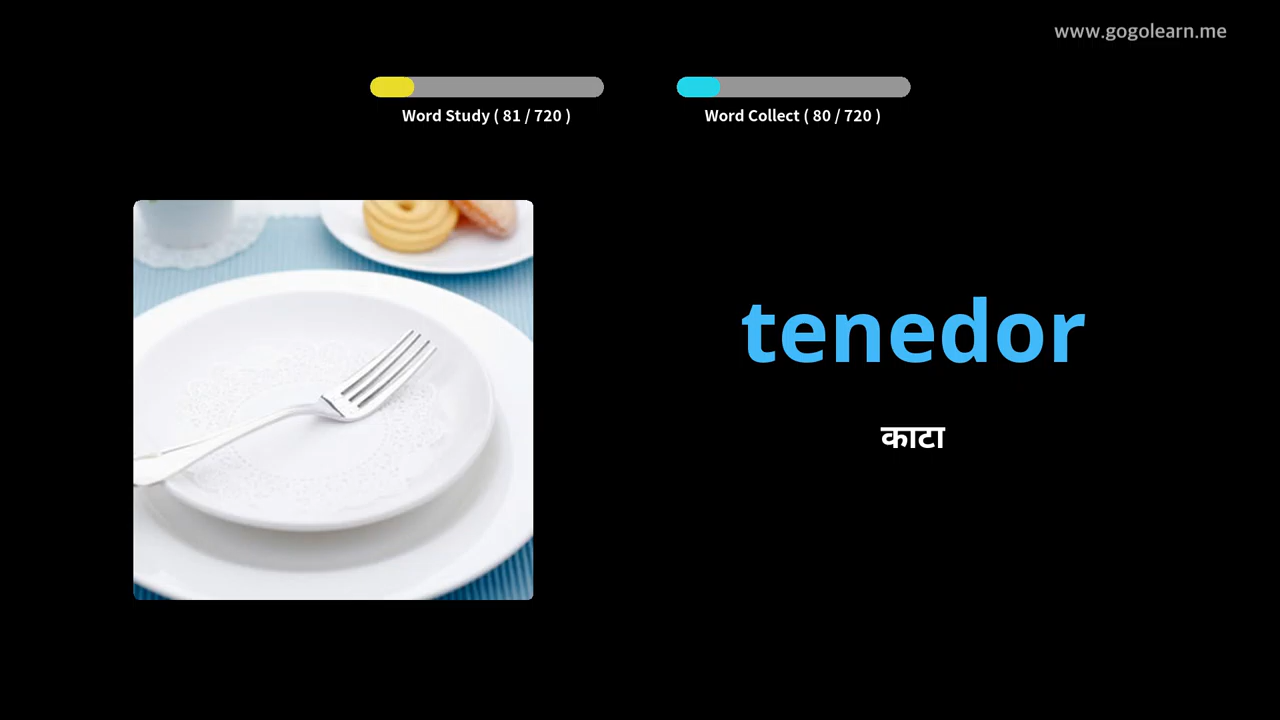 www.gogolearn.me
Word Study ( 81 / 720 )
Word Collect ( 80 / 720 )
tenedor
काटा